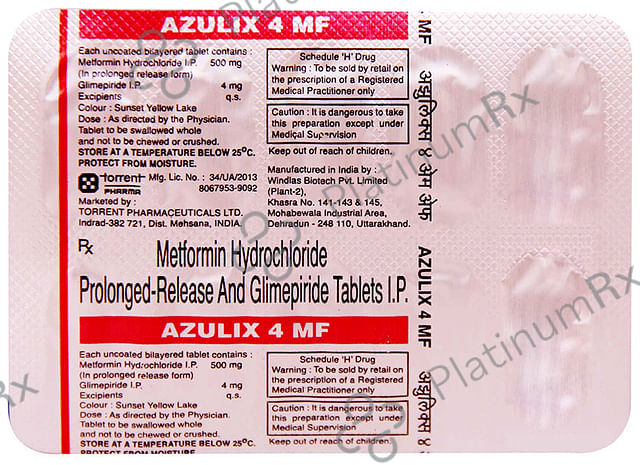 AZULIX 4 MF
Each uncoated bilayered tablet contains :
Metformin Hydrochloride I.P. 500 mg
(In prolonged release form)
Glimepiride I.P. 4 mg
Excipients q.s.
Colour : Sunset Yellow Lake
Dose : As directed by the Physician.
Tablet to be swallowed whole
and not to be chewed or crushed.
STORE AT A TEMPERATURE BELOW 25°C.
PROTECT FROM MOISTURE.
torrent
PHARMA
Mfg. Lic. No. : 34/UA/2013
8067953-9092
Marketed by :
TORRENT PHARMACEUTICALS LTD.
Indrad-382 721, Dist. Mehsana, INDIA.
Schedule 'H' Drug
Warning : To be sold by retail on
the prescription of a Registered
Medical Practitioner only
Caution : It is dangerous to take
this preparation except under
Medical Supervision
Keep out of reach of children.
Manufactured in India by :
Windlas Biotech Pvt. Limited
(Plant-2),
Khasra No. 141-143 & 145,
Mohabewala Industrial Area,
Dehradun - 248 110, Uttarakhand.
Rx
Metformin Hydrochloride
Prolonged-Release And Glimepiride Tablets I.P.
AZULIX 4 MF
Each uncoated bilayered tablet contains :
Metformin Hydrochloride I.P. 500 mg
(In prolonged release form)
Glimepiride I.P. 4 mg
Excipients q.s.
Colour : Sunset Yellow Lake
Dose : As directed by the Physician.
Tablet to be swallowed whole
and not to be chewed or crushed.
STORE AT A TEMPERATURE BELOW 25°C.
PROTECT FROM MOISTURE.
Schedule 'H' Drug
Warning : To be sold by retail on
the prescription of a Registered
Medical Practitioner only
Caution : It is dangerous to take
this preparation except under
Medical Supervision
Keep out of reach of children.
MF
अज़ुलिक्स ४ एम एफ
AZULIX 4 MF
अज़ुलिक्स ४
PlatinumRx
PlatinumRx
PlatinumRx
Rx